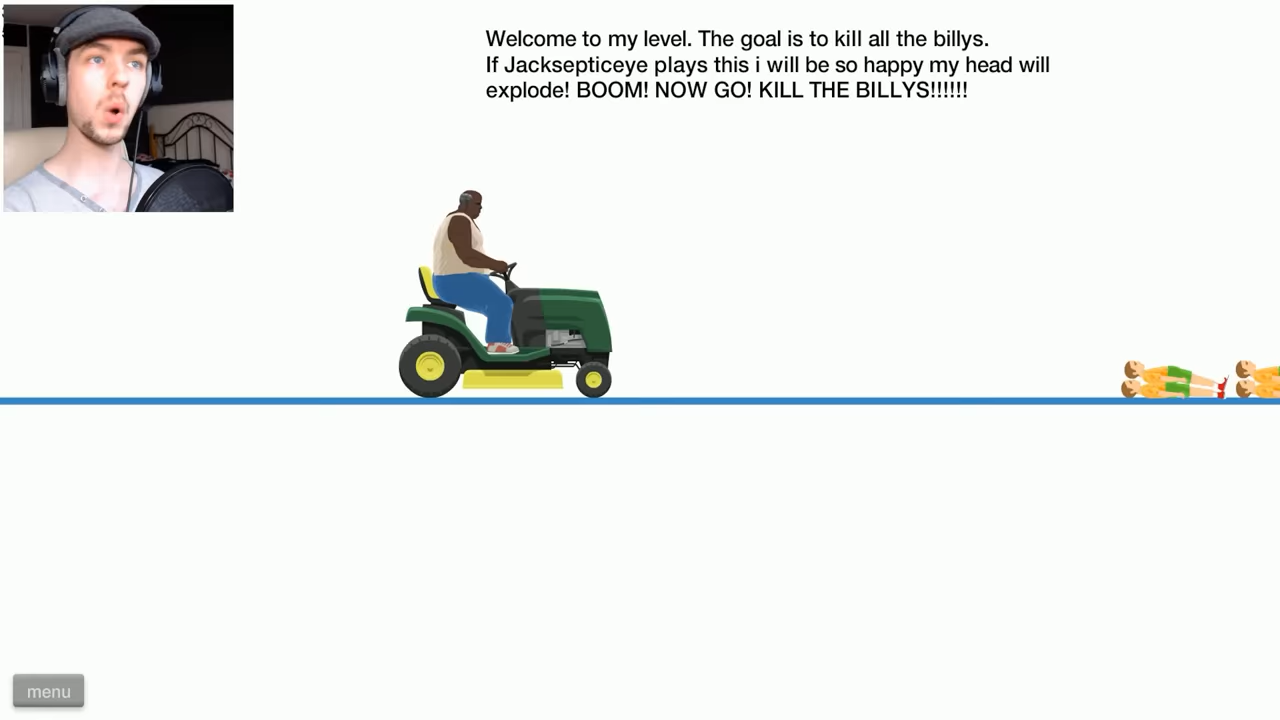 Welcome to my level. The goal is to kill all the billys.
If Jacksepticeye plays this i will be so happy my head will
explode! BOOM! NOW GO! KILL THE BILLYS!!!!!!
menu